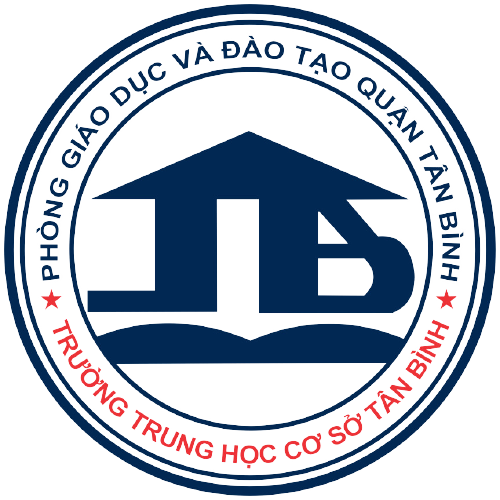 PHÒNG GIÁO DỤC VÀ ĐÀO TẠO QUẬN TÂN BÌNH
TRƯỜNG TRUNG HỌC CƠ SỞ TÂN BÌNH